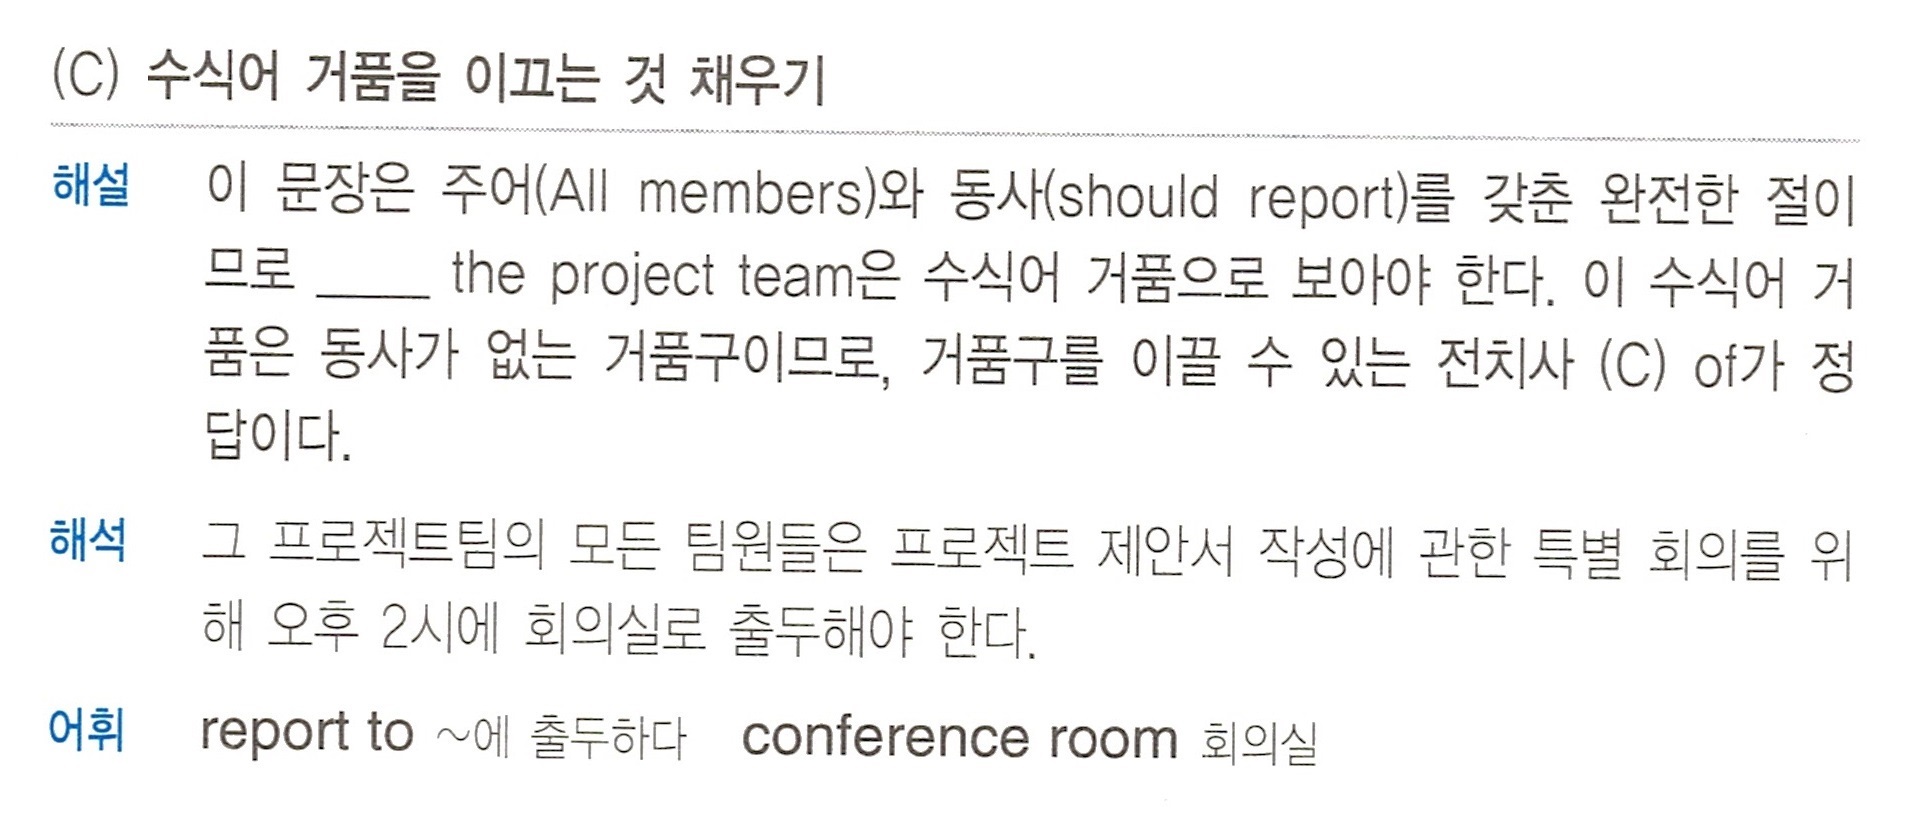 (C) 수식어 거품을 이끄는 것 채우기
해설 이 문장은 주어(All members)와 동사(should report)를 갖춘 완전한 절이
므로 ____ the project team은 수식어 거품으로 보아야 한다. 이 수식어 거
품은 동사가 없는 거품구이므로, 거품구를 이끌 수 있는 전치사 (C) of가 정
답이다.
해석 그 프로젝트팀의 모든 팀원들은 프로젝트 제안서 작성에 관한 특별 회의를 위
해 오후 2시에 회의실로 출두해야 한다.
어휘 report to ~에 출두하다 conference room 회의실